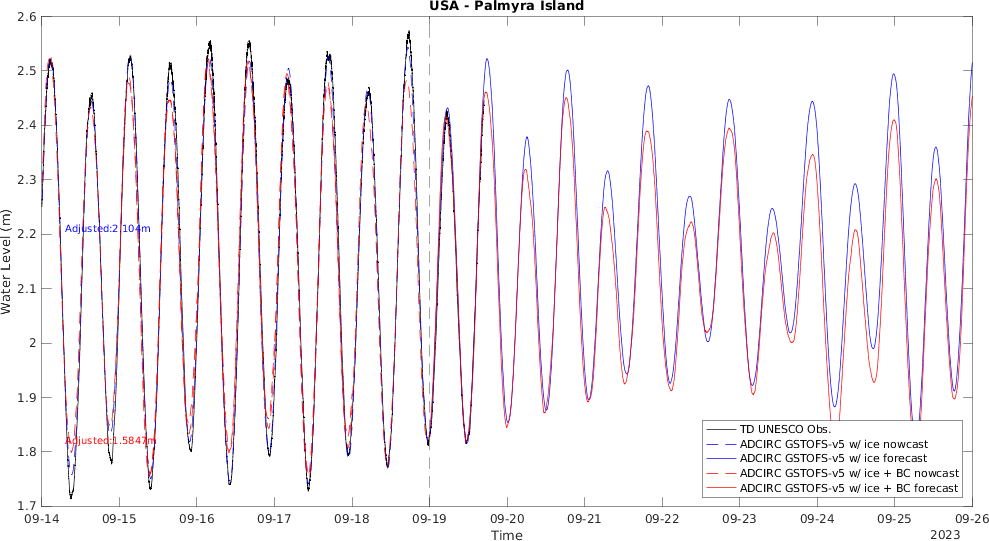 USA - Palmyra Island
2.6
2.5
2.4
2.3
2.2
2.1
2
1.9
1.8
1.7
Water Level (m)
Adjusted:2.104m
Adjusted:1.5847m
TD UNESCO Obs.
ADCIRC GSTOFS-v5 w/ ice nowcast
ADCIRC GSTOFS-v5 w/ ice forecast
ADCIRC GSTOFS-v5 w/ ice + BC nowcast
ADCIRC GSTOFS-v5 w/ ice + BC forecast
09-14 09-15 09-16 09-17 09-18 09-19 09-20 09-21 09-22 09-23 09-24 09-25 09-26
Time 2023